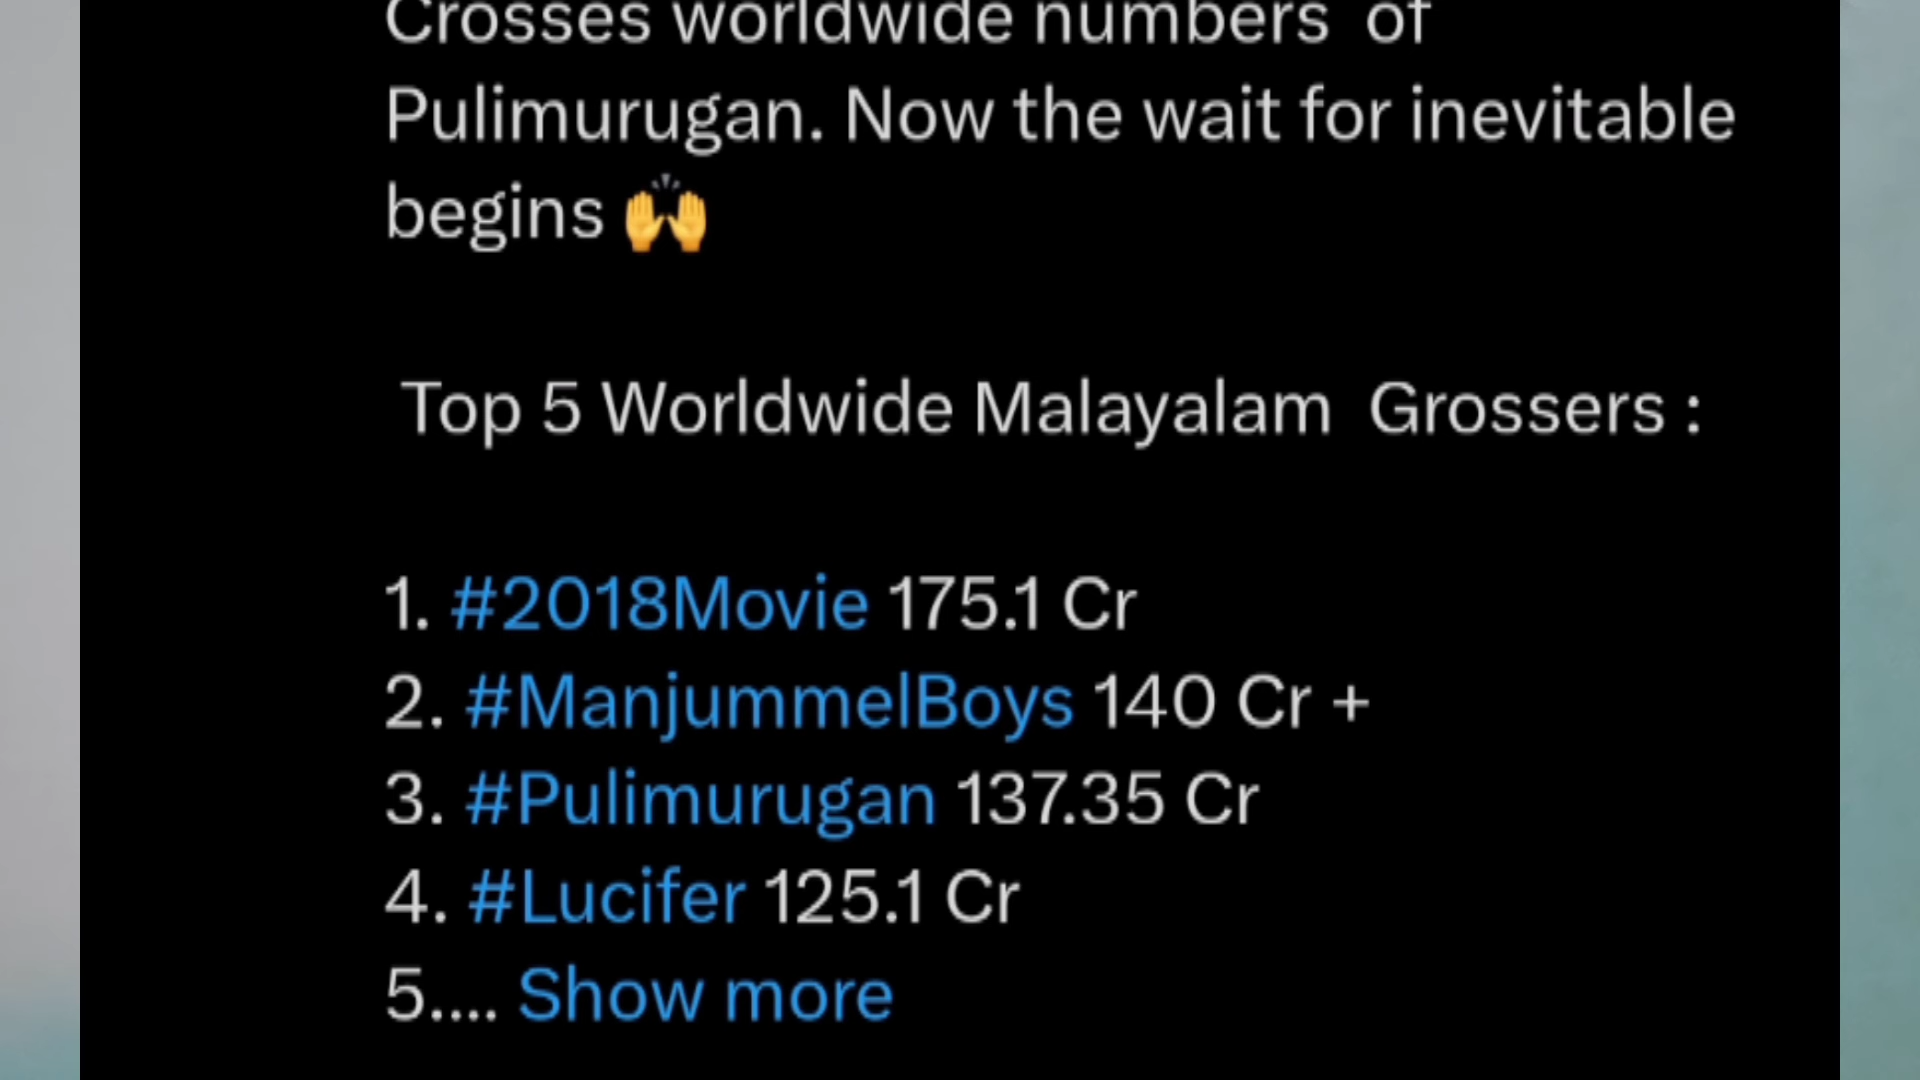 Crosses worldwide numbers of
Pulimurugan. Now the wait for inevitable
begins 🙌
Top 5 Worldwide Malayalam Grossers :
1. #2018Movie 175.1 Cr
2. #ManjummelBoys 140 Cr +
3. #Pulimurugan 137.35 Cr
4. #Lucifer 125.1 Cr
5.... Show more